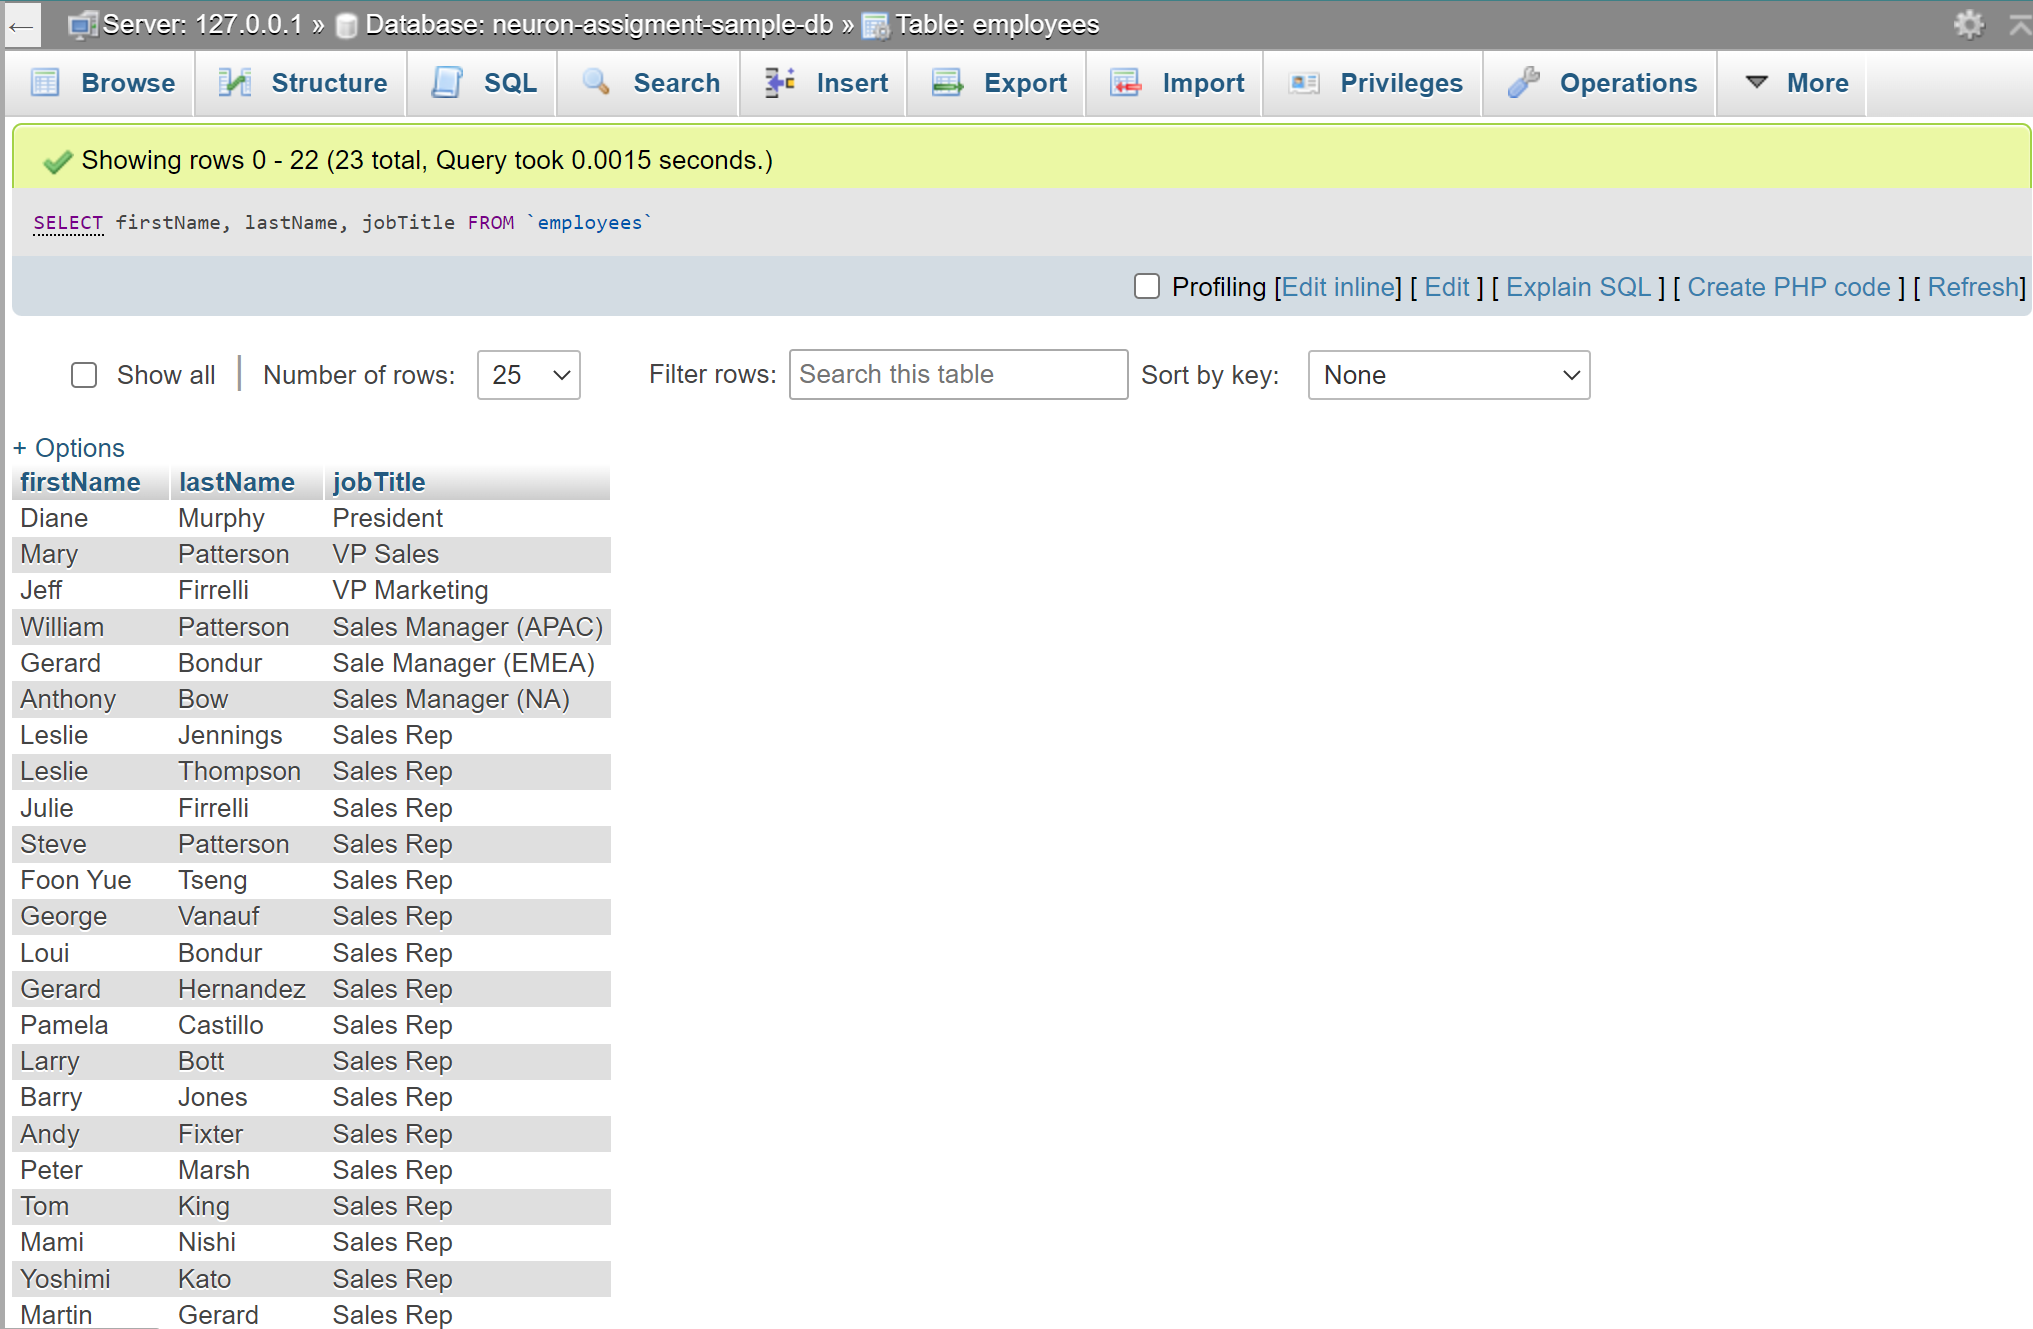 ← Server: 127.0.0.1 » Database: neuron-assigment-sample-db » Table: employees
Browse Structure SQL Search Insert Export Import Privileges Operations More
Showing rows 0 - 22 (23 total, Query took 0.0015 seconds.)
SELECT firstName, lastName, jobTitle FROM `employees`
Profiling [Edit inline] [ Edit ] [ Explain SQL ] [ Create PHP code ] [ Refresh]
Show all | Number of rows: 25 Filter rows: Search this table Sort by key: None
+ Options
firstName lastName jobTitle
Diane Murphy President
Mary Patterson VP Sales
Jeff Firrelli VP Marketing
William Patterson Sales Manager (APAC)
Gerard Bondur Sale Manager (EMEA)
Anthony Bow Sales Manager (NA)
Leslie Jennings Sales Rep
Leslie Thompson Sales Rep
Julie Firrelli Sales Rep
Steve Patterson Sales Rep
Foon Yue Tseng Sales Rep
George Vanauf Sales Rep
Loui Bondur Sales Rep
Gerard Hernandez Sales Rep
Pamela Castillo Sales Rep
Larry Bott Sales Rep
Barry Jones Sales Rep
Andy Fixter Sales Rep
Peter Marsh Sales Rep
Tom King Sales Rep
Mami Nishi Sales Rep
Yoshimi Kato Sales Rep
Martin Gerard Sales Rep